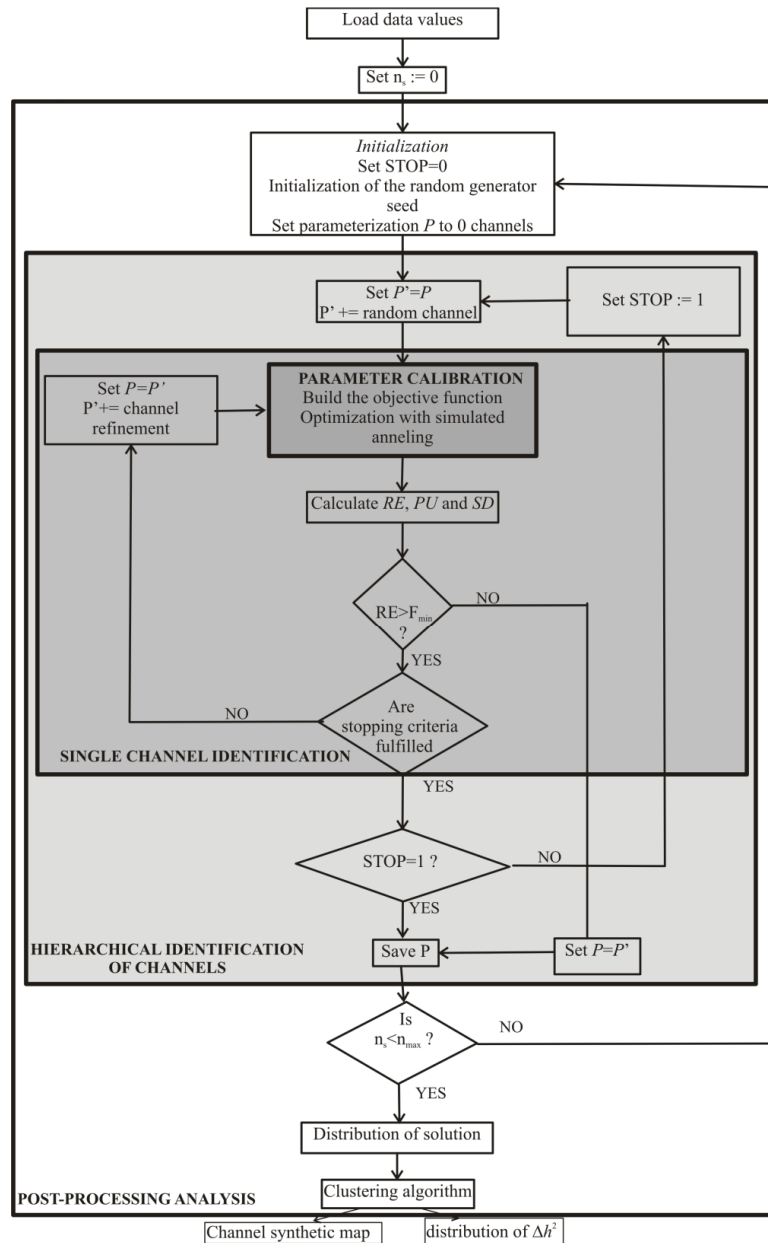 Load data values
Set nₛ := 0
Initialization
Set STOP=0
Initialization of the random generator
seed
Set parameterization P to 0 channels
Set P’=P
P’ += random channel
Set STOP := 1
Set P=P’
P’+= channel
refinement
PARAMETER CALIBRATION
Build the objective function
Optimization with simulated
anneling
Calculate RE, PU and SD
RE>Fmin
?
NO
YES
Are
stopping criteria
fulfilled
NO
SINGLE CHANNEL IDENTIFICATION
YES
STOP=1 ?
NO
YES
HIERARCHICAL IDENTIFICATION
OF CHANNELS
Save P
Set P=P’
Is
nₛ<nmax ?
NO
YES
Distribution of solution
Clustering algorithm
POST-PROCESSING ANALYSIS
Channel synthetic map
distribution of Δh²